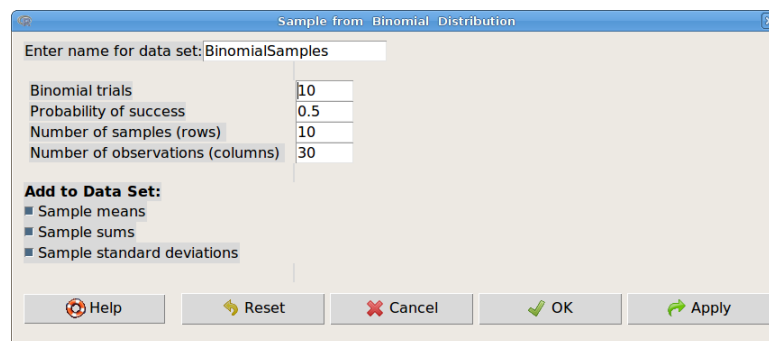 Sample from Binomial Distribution
Enter name for data set: BinomialSamples
Binomial trials 10
Probability of success 0.5
Number of samples (rows) 10
Number of observations (columns) 30
Add to Data Set:
Sample means
Sample sums
Sample standard deviations
Help Reset Cancel OK Apply